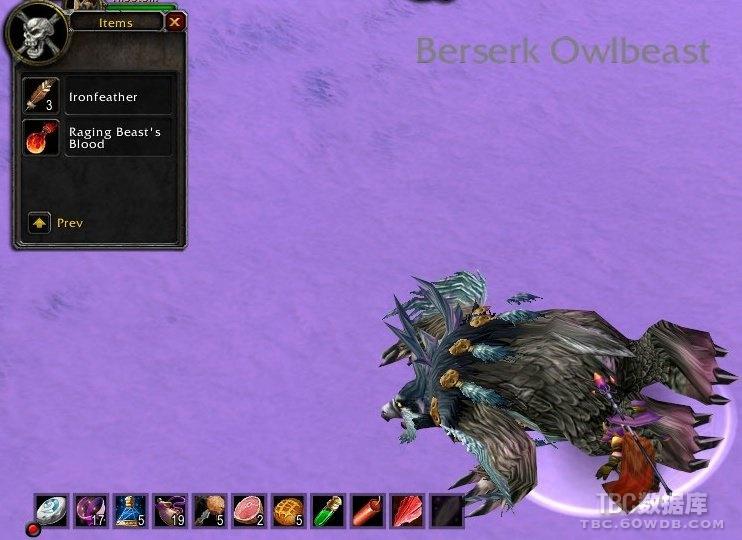 Items
Berserk Owlbeast
3
Ironfeather
Raging Beast's
Blood
Prev
17
5
19
5
2
5
TBC数据库
TBC.60WDB.COM